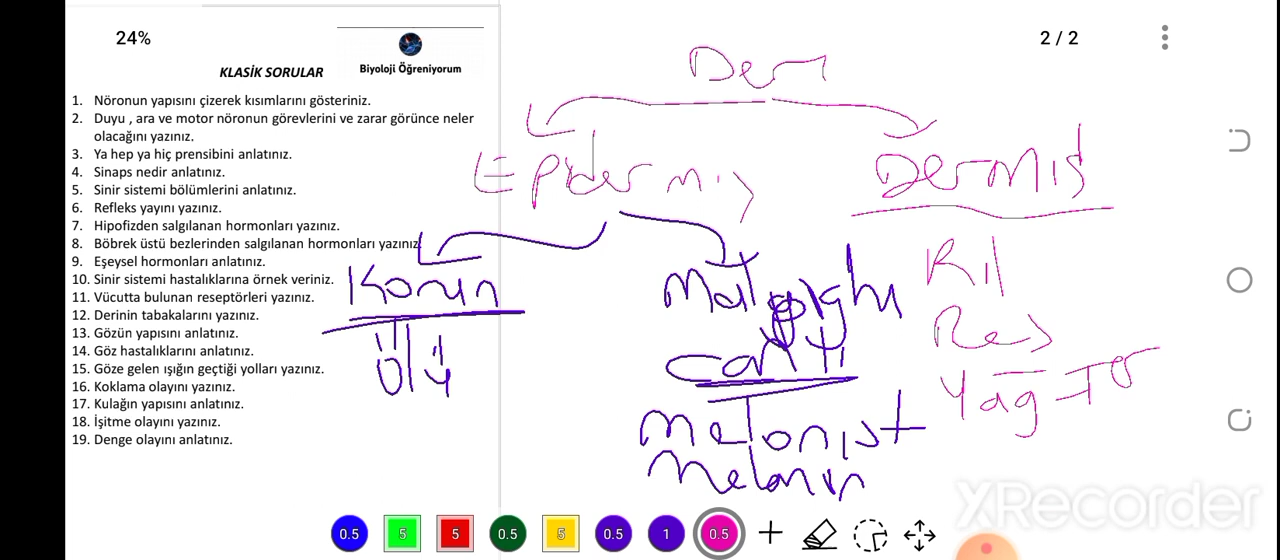 24%
2 / 2
Biyoloji Öğreniyorum
KLASİK SORULAR
1. Nöronun yapısını çizerek kısımlarını gösteriniz.
2. Duyu , ara ve motor nöronun görevlerini ve zarar görünce neler
olacağını yazınız.
3. Ya hep ya hiç prensibini anlatınız.
4. Sinaps nedir anlatınız.
5. Sinir sistemi bölümlerini anlatınız.
6. Refleks yayını yazınız.
7. Hipofizden salgılanan hormonları yazınız.
8. Böbrek üstü bezlerinden salgılanan hormonları yazınız
9. Eşeysel hormonları anlatınız.
10. Sinir sistemi hastalıklarına örnek veriniz.
11. Vücutta bulunan reseptörleri yazınız.
12. Derinin tabakalarını yazınız.
13. Gözün yapısını anlatınız.
14. Göz hastalıklarını anlatınız.
15. Göze gelen ışığın geçtiği yolları yazınız.
16. Koklama olayını yazınız.
17. Kulağın yapısını anlatınız.
18. İşitme olayını yazınız.
19. Denge olayını anlatınız.
Deri
Epidermis
Dermis
Korun
Ölü
Malpighi
canlı
melonist
melanin
Kıl
Res
Yağ - Te
0.5
5
5
0.5
5
0.5
1
0.5
XRecorder